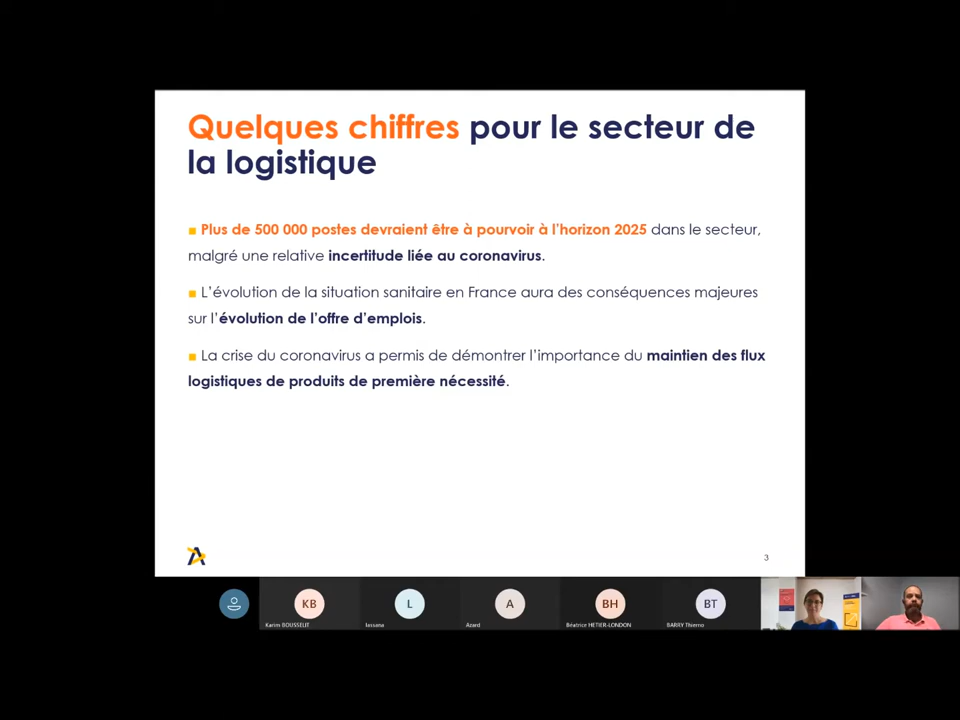 Quelques chiffres pour le secteur de
la logistique
Plus de 500 000 postes devraient être à pourvoir à l'horizon 2025 dans le secteur,
malgré une relative incertitude liée au coronavirus.
L'évolution de la situation sanitaire en France aura des conséquences majeures
sur l'évolution de l'offre d'emplois.
La crise du coronavirus a permis de démontrer l'importance du maintien des flux
logistiques de produits de première nécessité.
3
KB
L
A
BH
BT
Karim BOUSSELIT
lassana
Azard
Béatrice HETIER-LONDON
BARRY Thierno